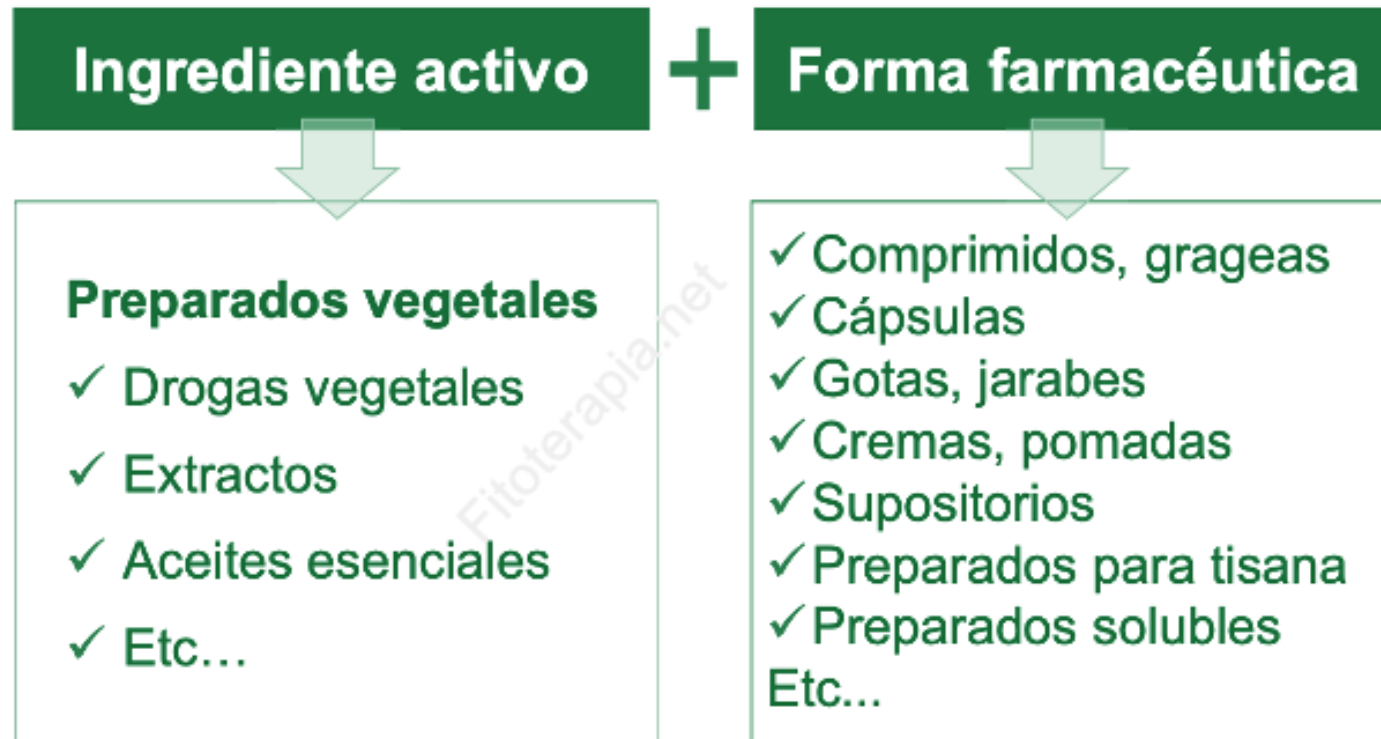 Ingrediente activo
+
Forma farmacéutica
Preparados vegetales
✓ Drogas vegetales
✓ Extractos
✓ Aceites esenciales
✓ Etc...
✓ Comprimidos, grageas
✓ Cápsulas
✓ Gotas, jarabes
✓ Cremas, pomadas
✓ Supositorios
✓ Preparados para tisana
✓ Preparados solubles
Etc...
Fitoterapia.net